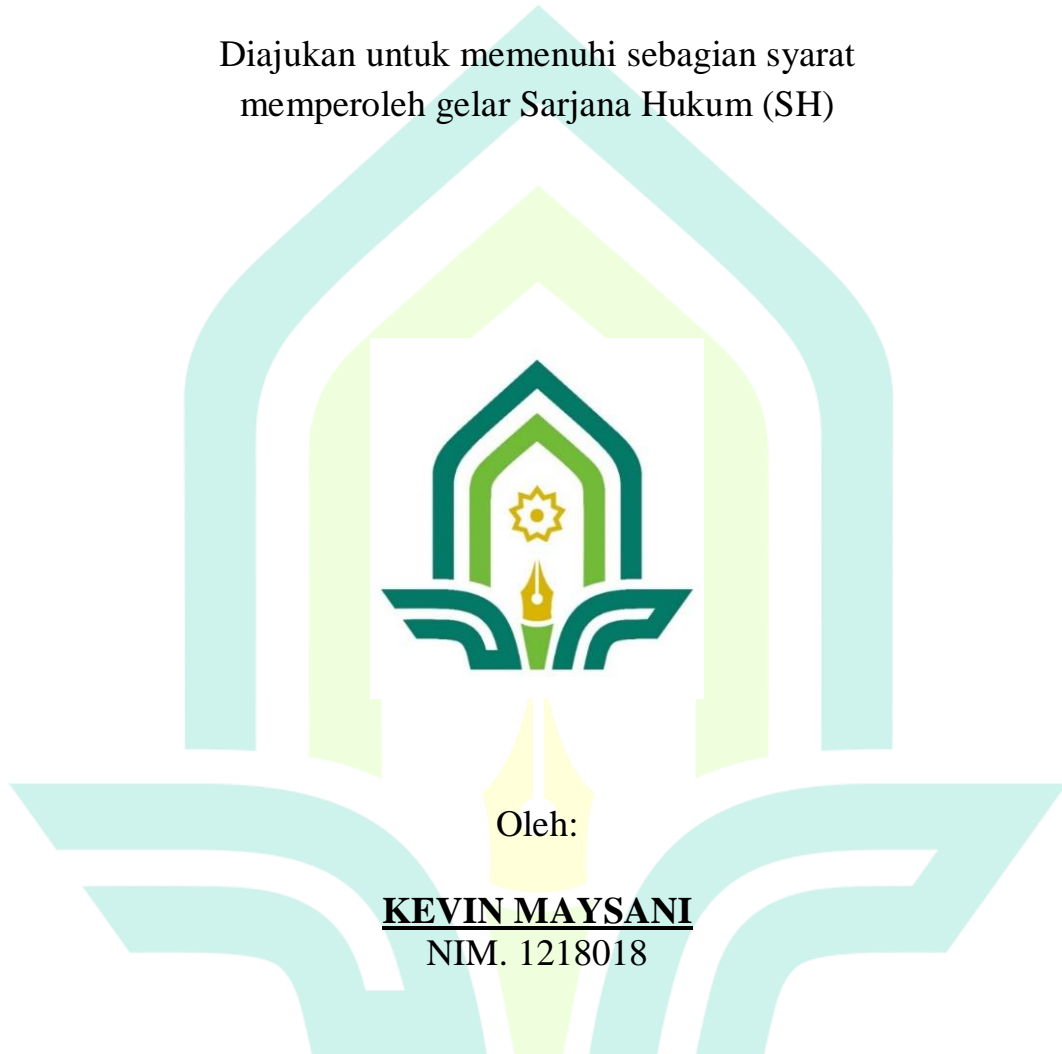 Diajukan untuk memenuhi sebagian syarat
memperoleh gelar Sarjana Hukum (SH)
Oleh:
KEVIN MAYSANI
NIM. 1218018